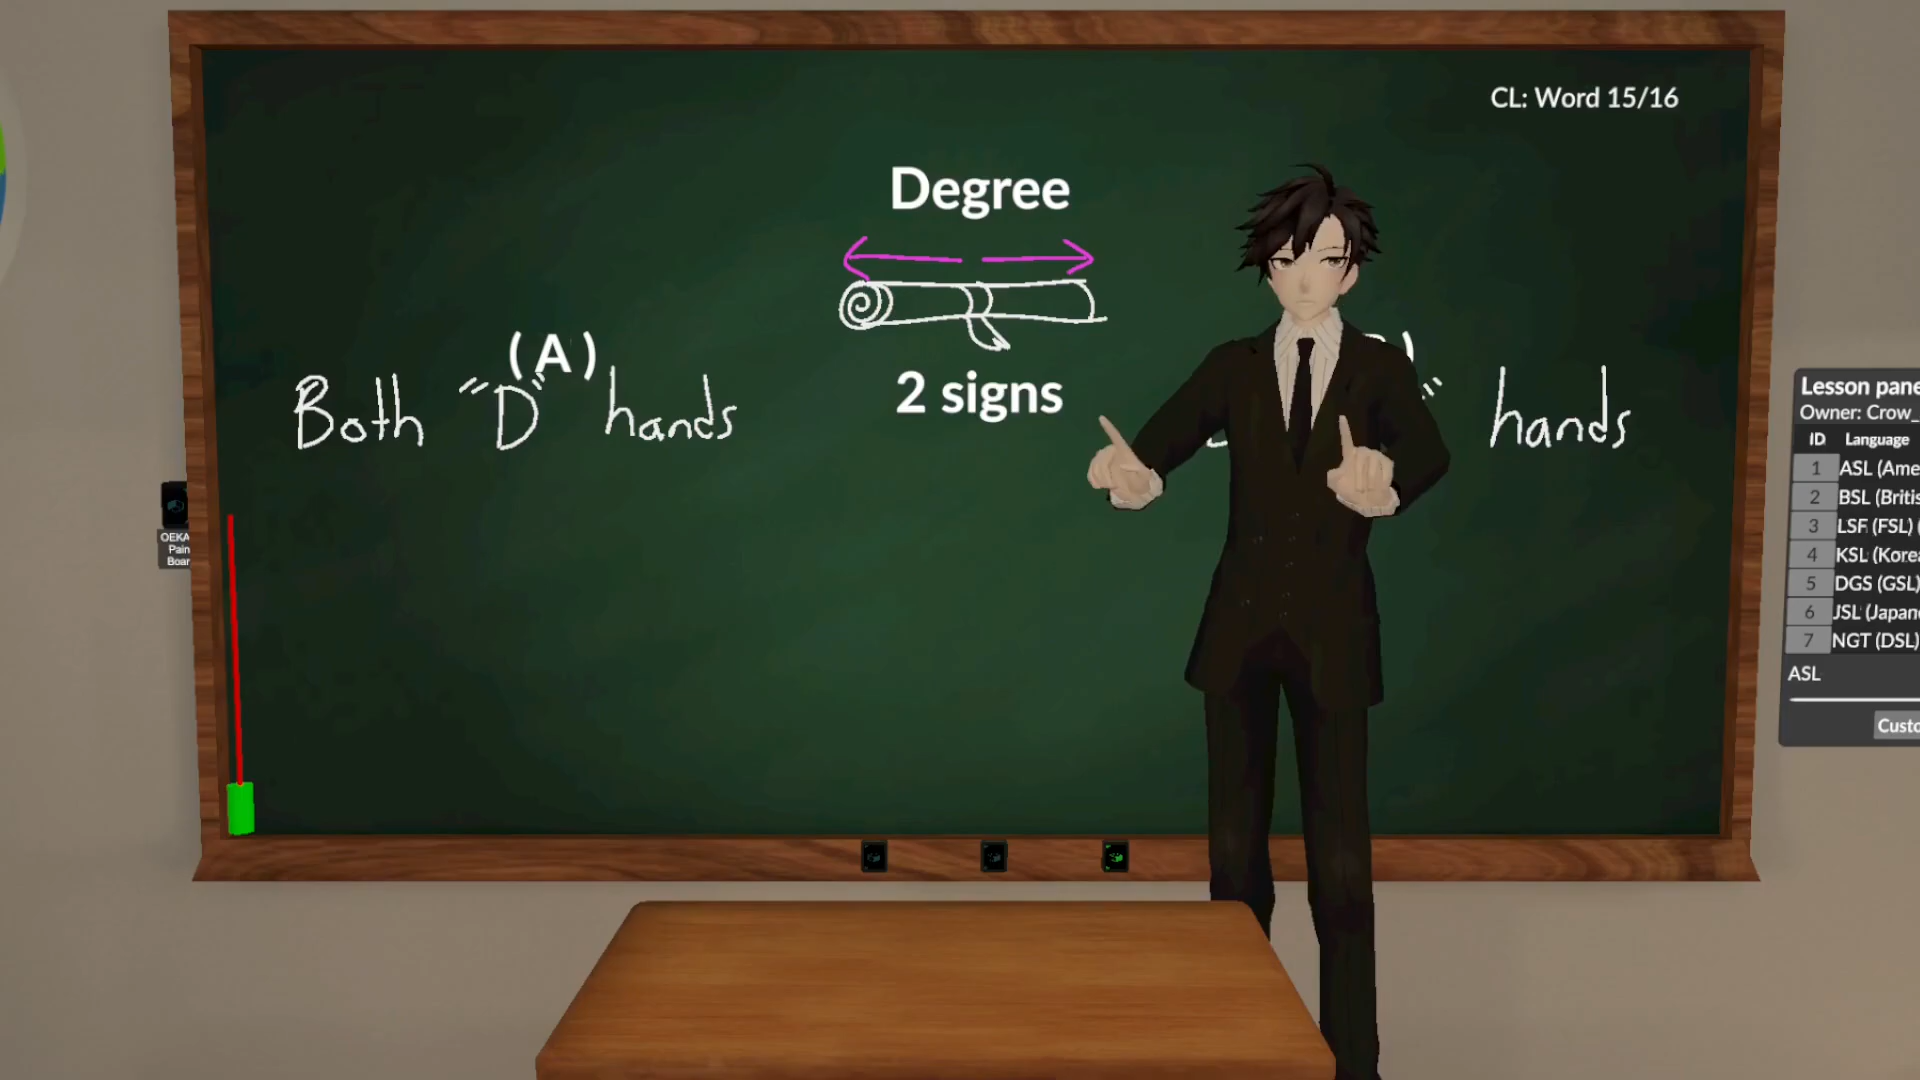 CL: Word 15/16
Degree
(A)
Both "D" hands
2 signs
hands
OEKA
Pain
Boar
Lesson pane
Owner: Crow_
ID Language
1 ASL (Ame
2 BSL (Britis
3 LSF (FSL) (
4 KSL (Korea
5 DGS (GSL)
6 JSL (Japan
7 NGT (DSL)
ASL
Custo